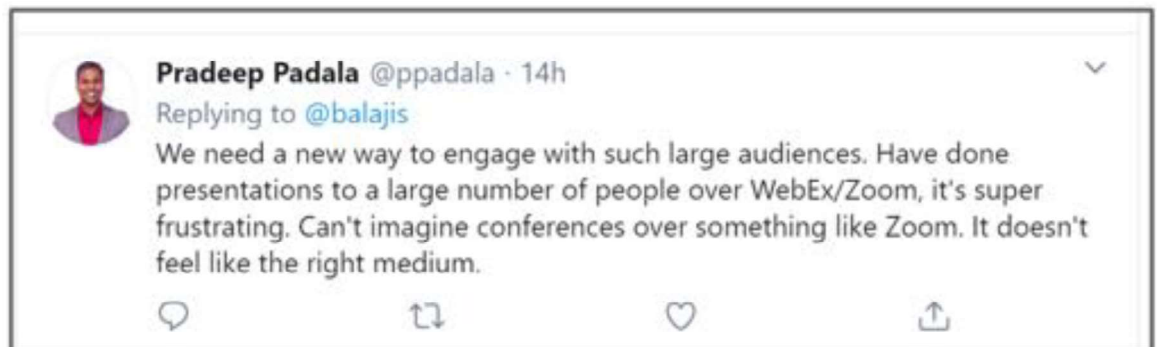 Pradeep Padala @ppadala · 14h
Replying to @balajis
We need a new way to engage with such large audiences. Have done
presentations to a large number of people over WebEx/Zoom, it's super
frustrating. Can't imagine conferences over something like Zoom. It doesn't
feel like the right medium.